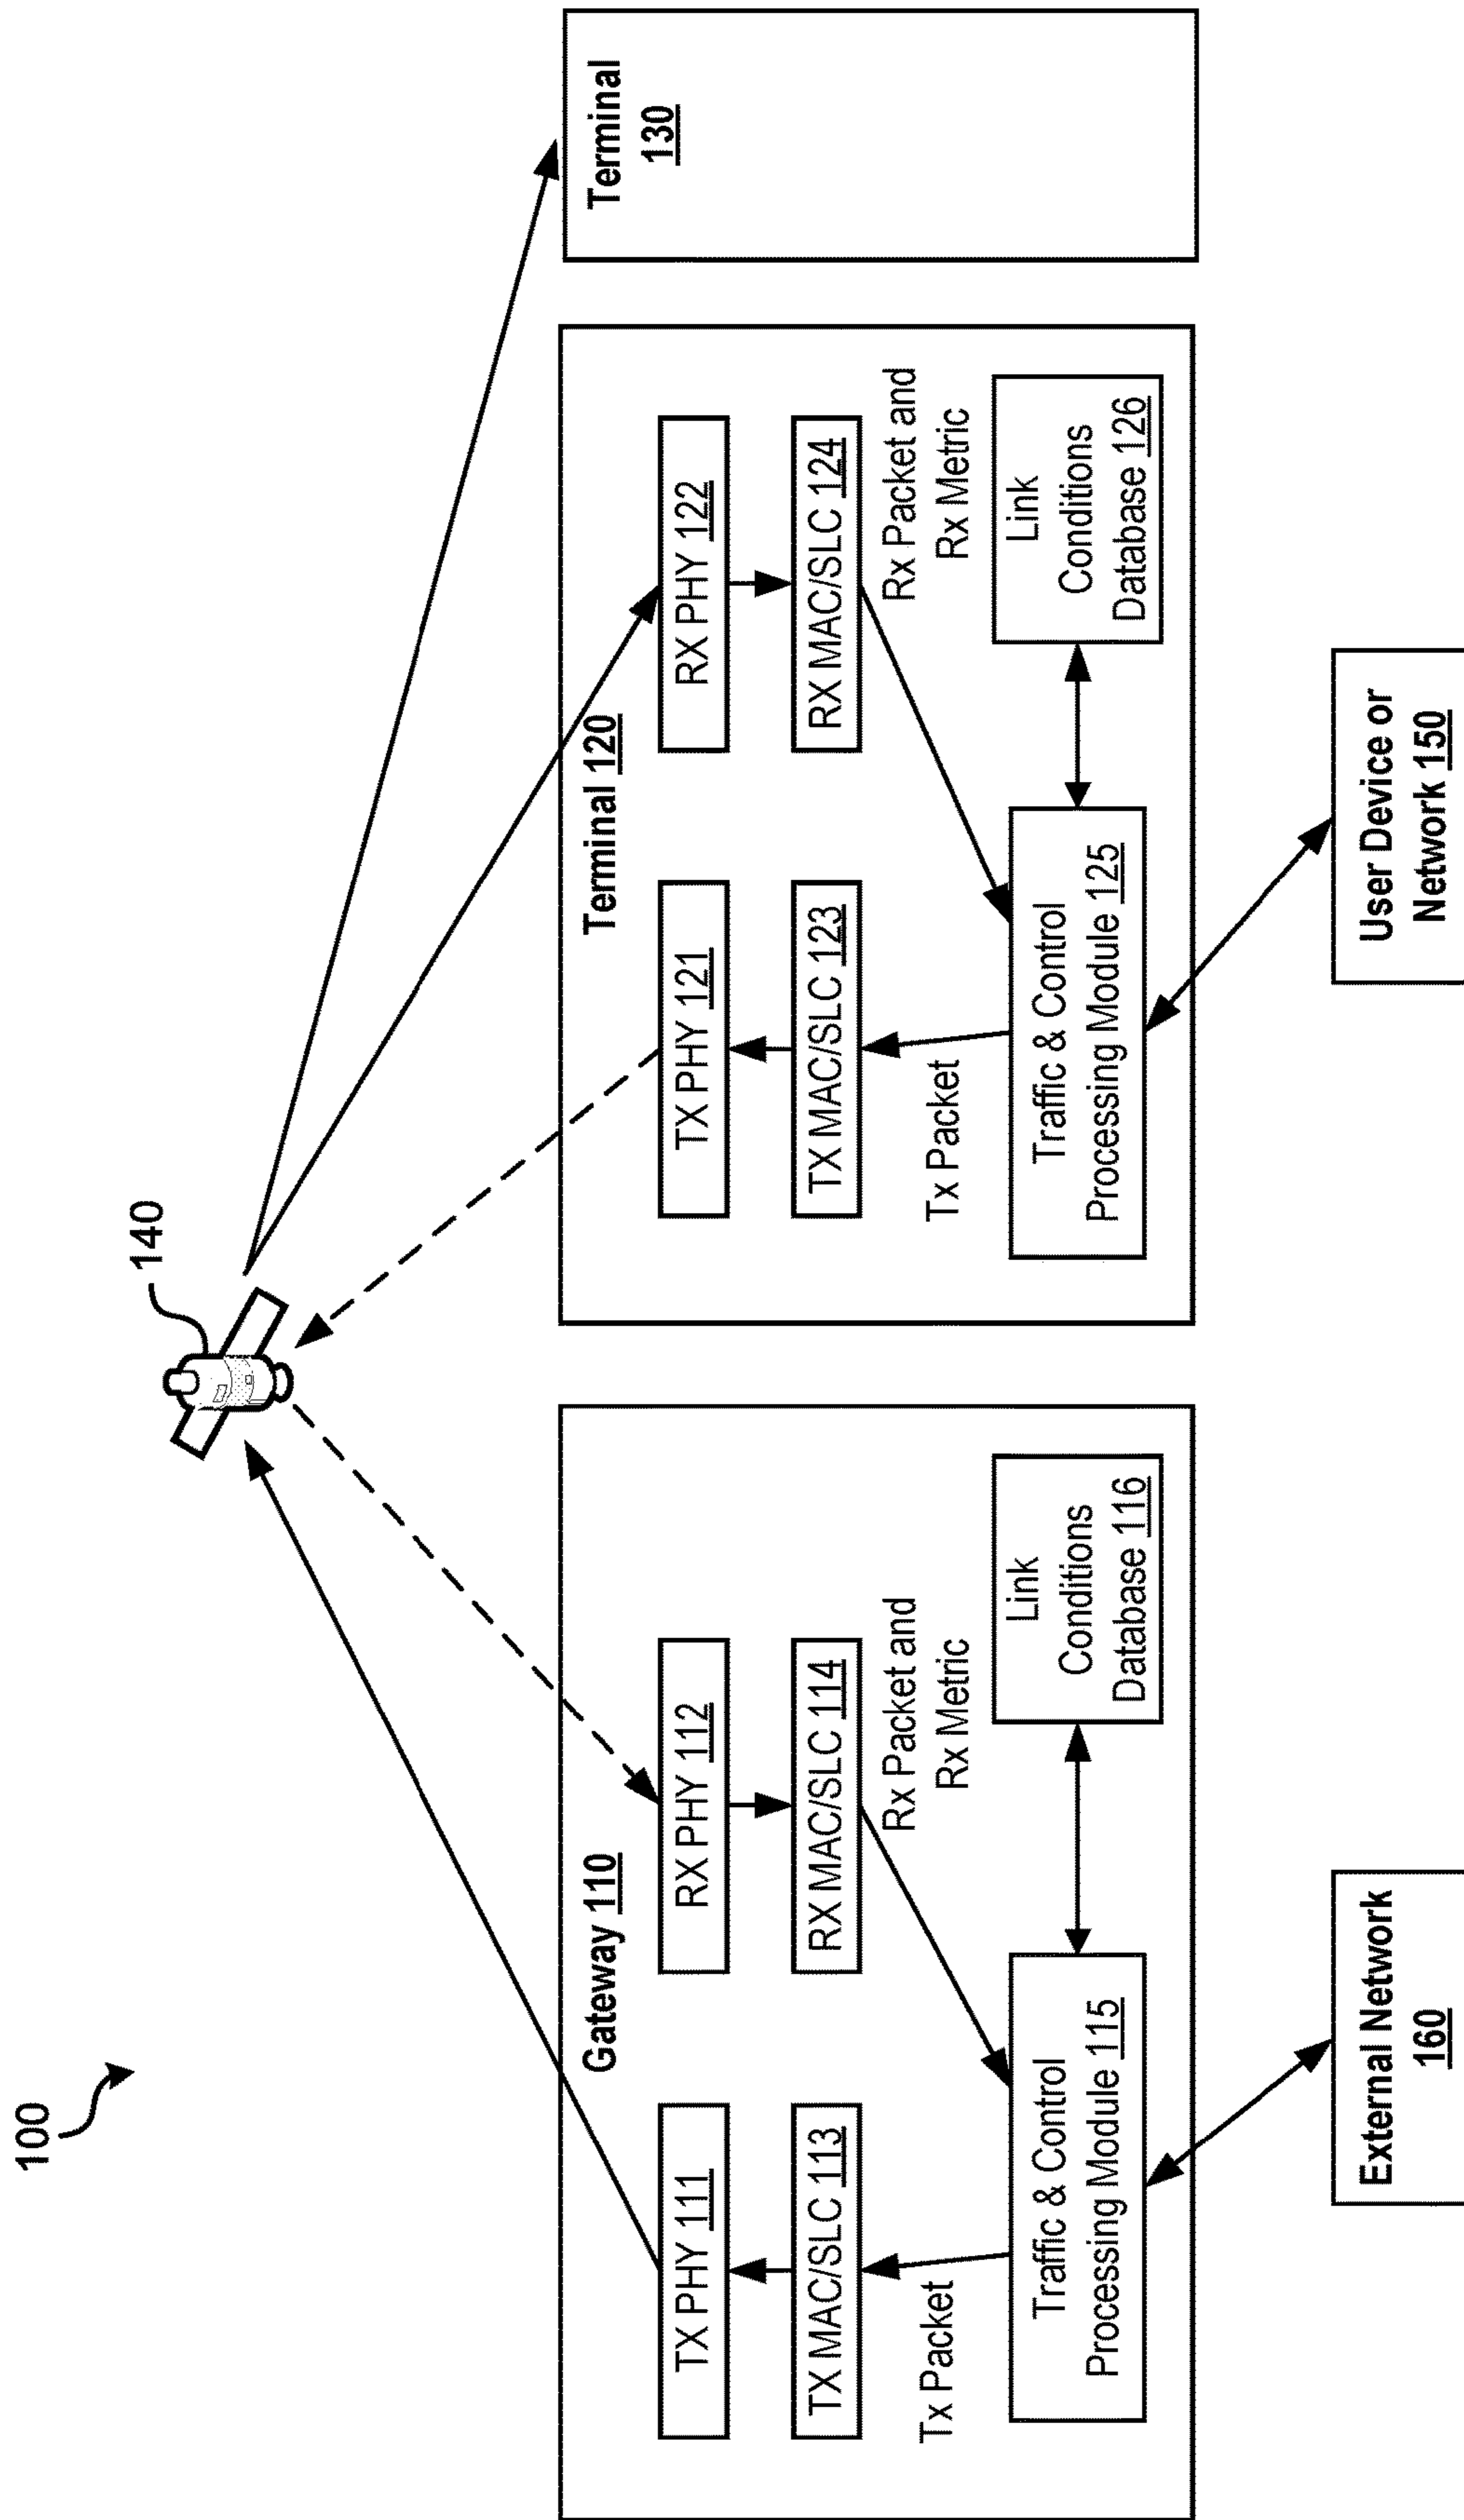 100
140
Gateway 110
TX PHY 111
RX PHY 112
TX MAC/SLC 113
RX MAC/SLC 114
Tx Packet
Rx Packet and
Rx Metric
Traffic & Control
Processing Module 115
Link
Conditions
Database 116
External Network
160
Terminal 120
TX PHY 121
RX PHY 122
TX MAC/SLC 123
RX MAC/SLC 124
Tx Packet
Rx Packet and
Rx Metric
Traffic & Control
Processing Module 125
Link
Conditions
Database 126
User Device or
Network 150
Terminal
130